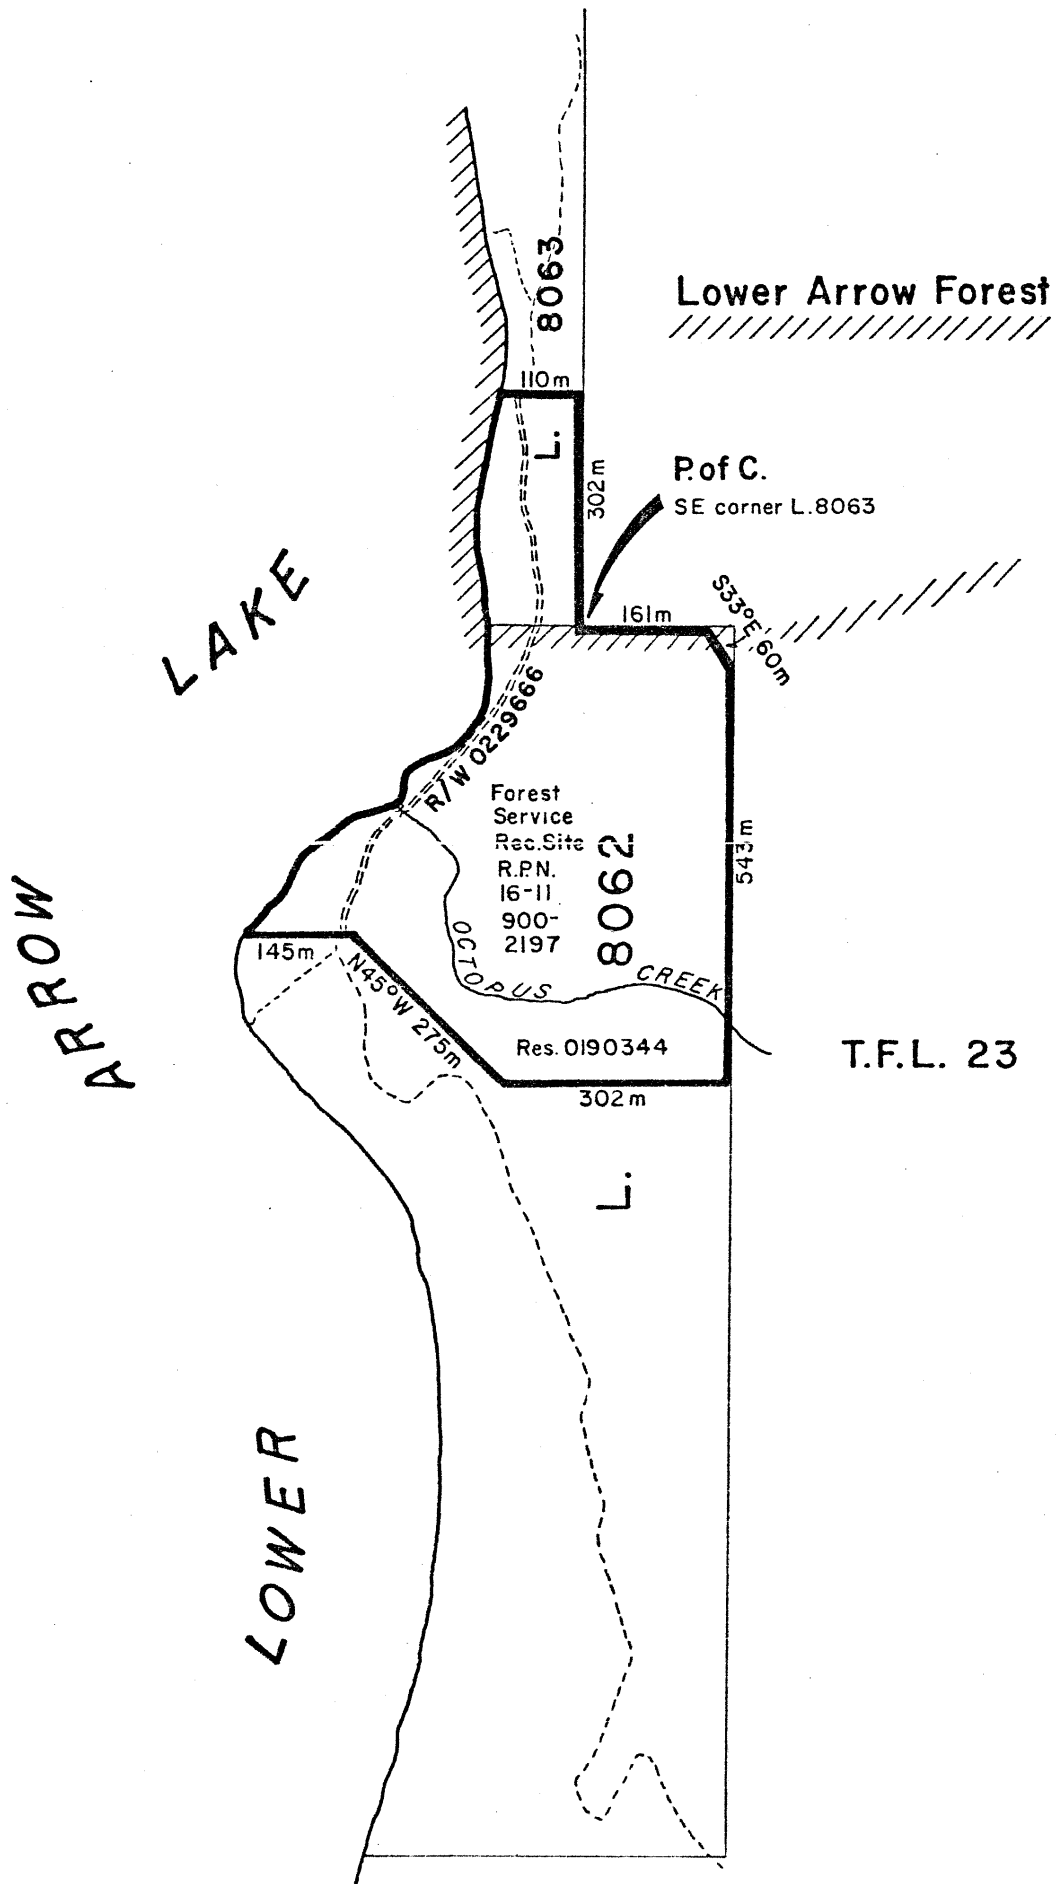 8063
L.
Lower Arrow Forest
110m
302m
P. of C.
SE corner L.8063
161m
S33°E 60m
LAKE
R/W 0229666
Forest
Service
Rec. Site
R.P.N.
16-11
900-
2197
8062
543m
ARROW
145m
N45°W 275m
OCTOPUS CREEK
Res. 0190344
302m
T.F.L. 23
L.
LOWER